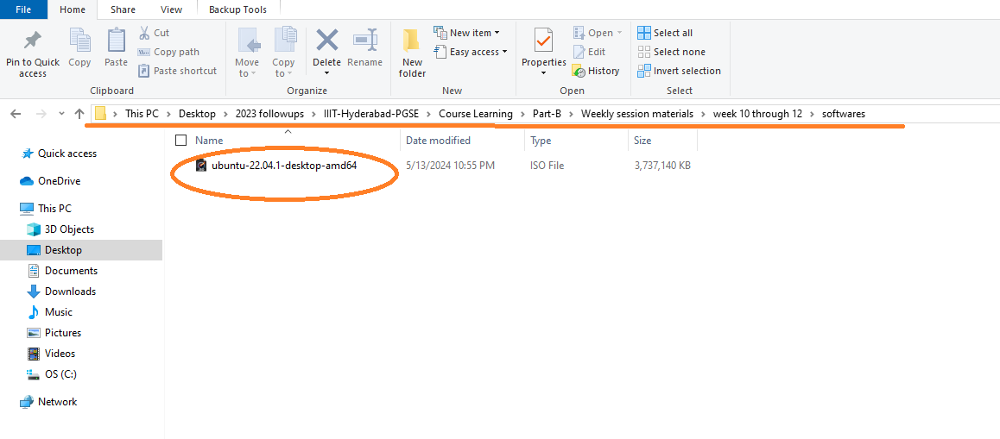 File Home Share View Backup Tools
Pin to Quick access
Copy
Paste
Cut
Copy path
Paste shortcut
Clipboard
Move to
Copy to
Delete
Rename
Organize
New folder
New item
Easy access
New
Properties
Open
Edit
History
Open
Select all
Select none
Invert selection
Select
This PC Desktop 2023 followups IIIT-Hyderabad-PGSE Course Learning Part-B Weekly session materials week 10 through 12 softwares
Name Date modified Type Size
ubuntu-22.04.1-desktop-amd64 5/13/2024 10:55 PM ISO File 3,737,140 KB
Quick access
OneDrive
This PC
3D Objects
Desktop
Documents
Downloads
Music
Pictures
Videos
OS (C:)
Network